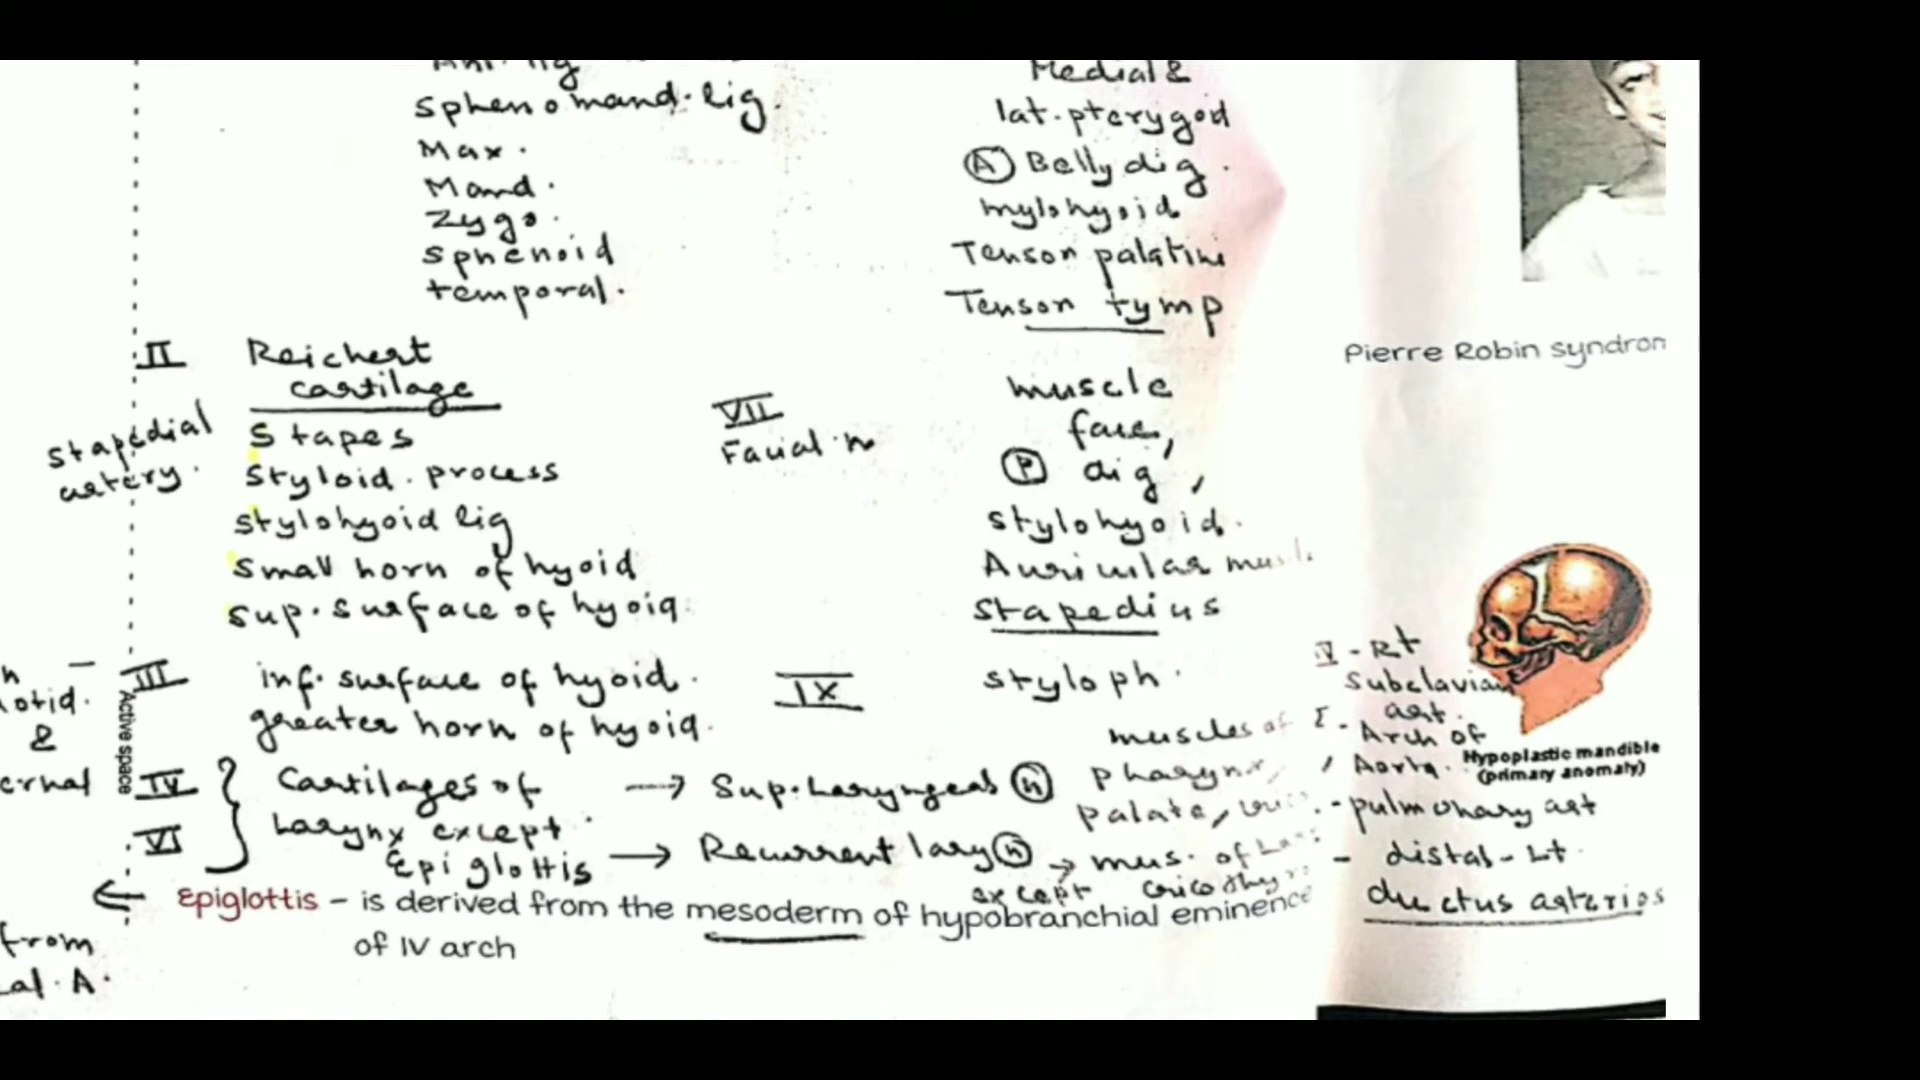 sphenomand. lig.
Max.
Mand.
Zygo.
sphenoid
temporal.
Medial &
lat. pterygoid
(A) Belly dig.
mylohyoid
Tensor palatini
Tensor tymp
II Reichert
cartilage
stapedial
artery.
Stapes
Styloid. process
stylohyoid lig
small horn of hyoid
sup. surface of hyoid.
VII
Facial n
muscle
face,
(P) dig,
stylohyoid.
Auricular
stapedius
III inf. surface of hyoid.
greater horn of hyoid.
IX
styloph.
&
IV
VI
Cartilages of
Larynx except
Epiglottis
→ Sup. Laryngeal (n)
→ Recurrent lary (n)
muscles of
pharynx,
palate,
→ mus. of
except
Active space
Epiglottis – is derived from the mesoderm of hypobranchial eminence
of IV arch
from
al. A.
Pierre Robin syndrom
IV - Rt
Subclavian
art.
- Arch of
Aorta.
Hypoplastic mandible
(primary anomaly)
- pulmonary art
- distal - Lt.
ductus arterios